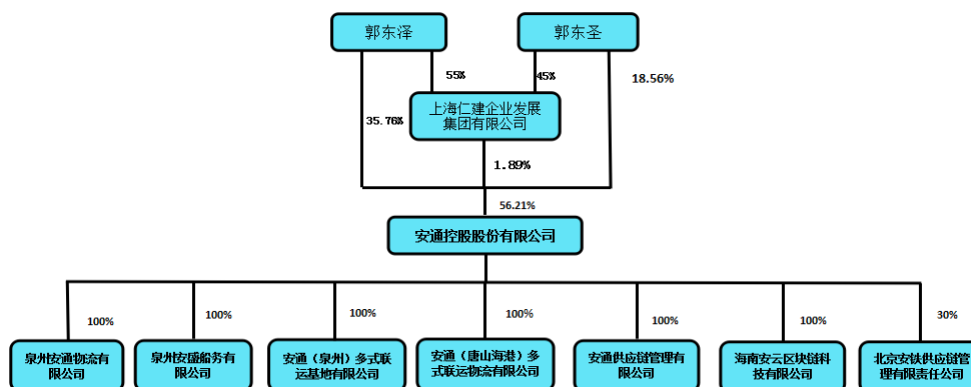 郭东泽
郭东圣
55%
45%
18.56%
上海仁建企业发展
集团有限公司
35.76%
1.89%
56.21%
安通控股股份有限公司
100%
100%
100%
100%
100%
100%
30%
泉州安通物流有
限公司
泉州安盛船务有
限公司
安通（泉州）多式联
运基地有限公司
安通（唐山海港）多
式联运物流有限公司
安通供应链管理有
限公司
海南安云区块链科
技有限公司
北京安铁供应链管
理有限责任公司